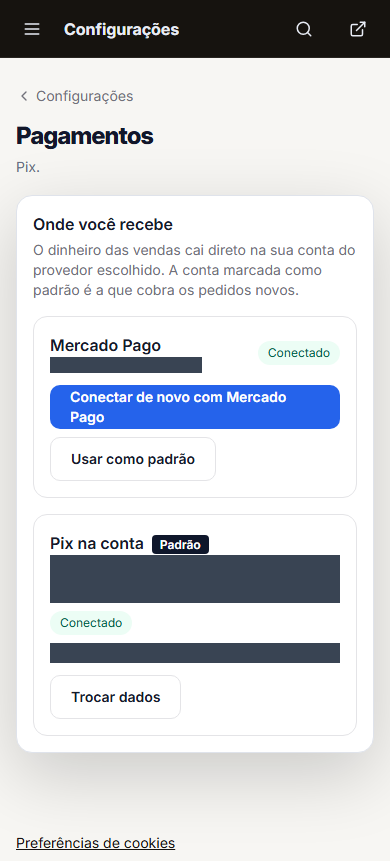 Configurações
Configurações
Pagamentos
Pix.
Onde você recebe
O dinheiro das vendas cai direto na sua conta do
provedor escolhido. A conta marcada como
padrão é a que cobra os pedidos novos.
Mercado Pago
Conectado
Conectar de novo com Mercado
Pago
Usar como padrão
Pix na conta Padrão
Conectado
Trocar dados
Preferências de cookies